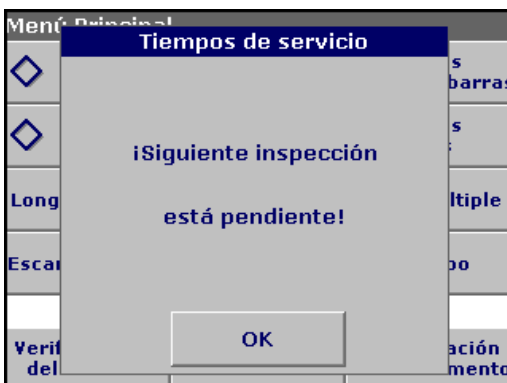 Menú Principal
Tiempos de servicio
s
barras
s
¡Siguiente inspección
Long
ltiple
está pendiente!
Escan
po
OK
Verif
ación
del
mento